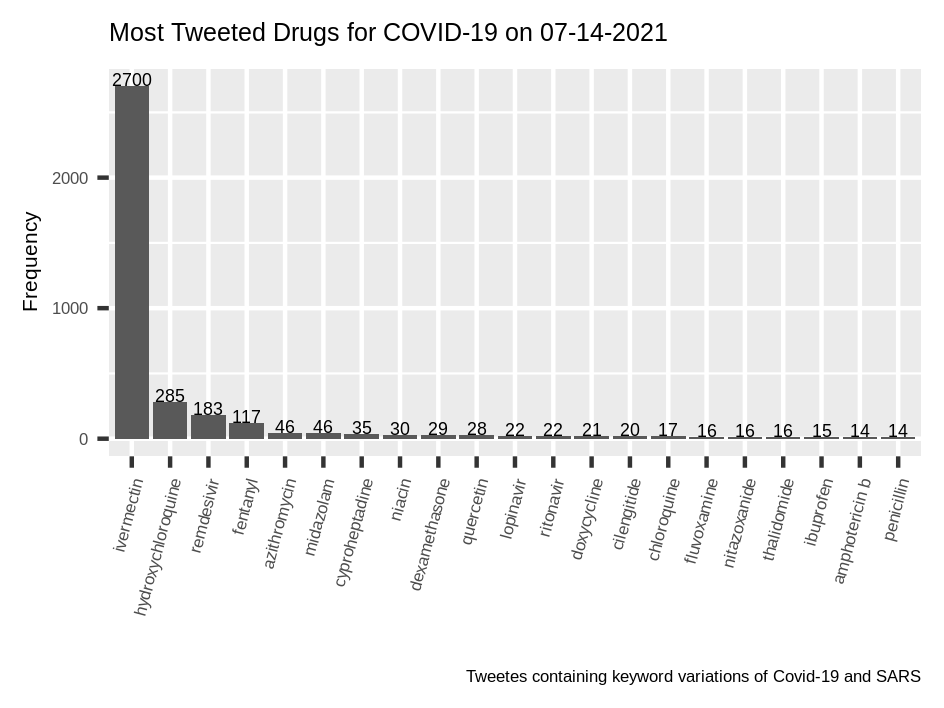 Most Tweeted Drugs for COVID-19 on 07-14-2021
Frequency
2000
1000
0
2700
285
183
117
46
46
35
30
29
28
22
22
21
20
17
16
16
16
15
14
14
ivermectin
hydroxychloroquine
remdesivir
fentanyl
azithromycin
midazolam
cyproheptadine
niacin
dexamethasone
quercetin
lopinavir
ritonavir
doxycycline
cilengitide
chloroquine
fluvoxamine
nitazoxanide
thalidomide
ibuprofen
amphotericin b
penicillin
Tweetes containing keyword variations of Covid-19 and SARS